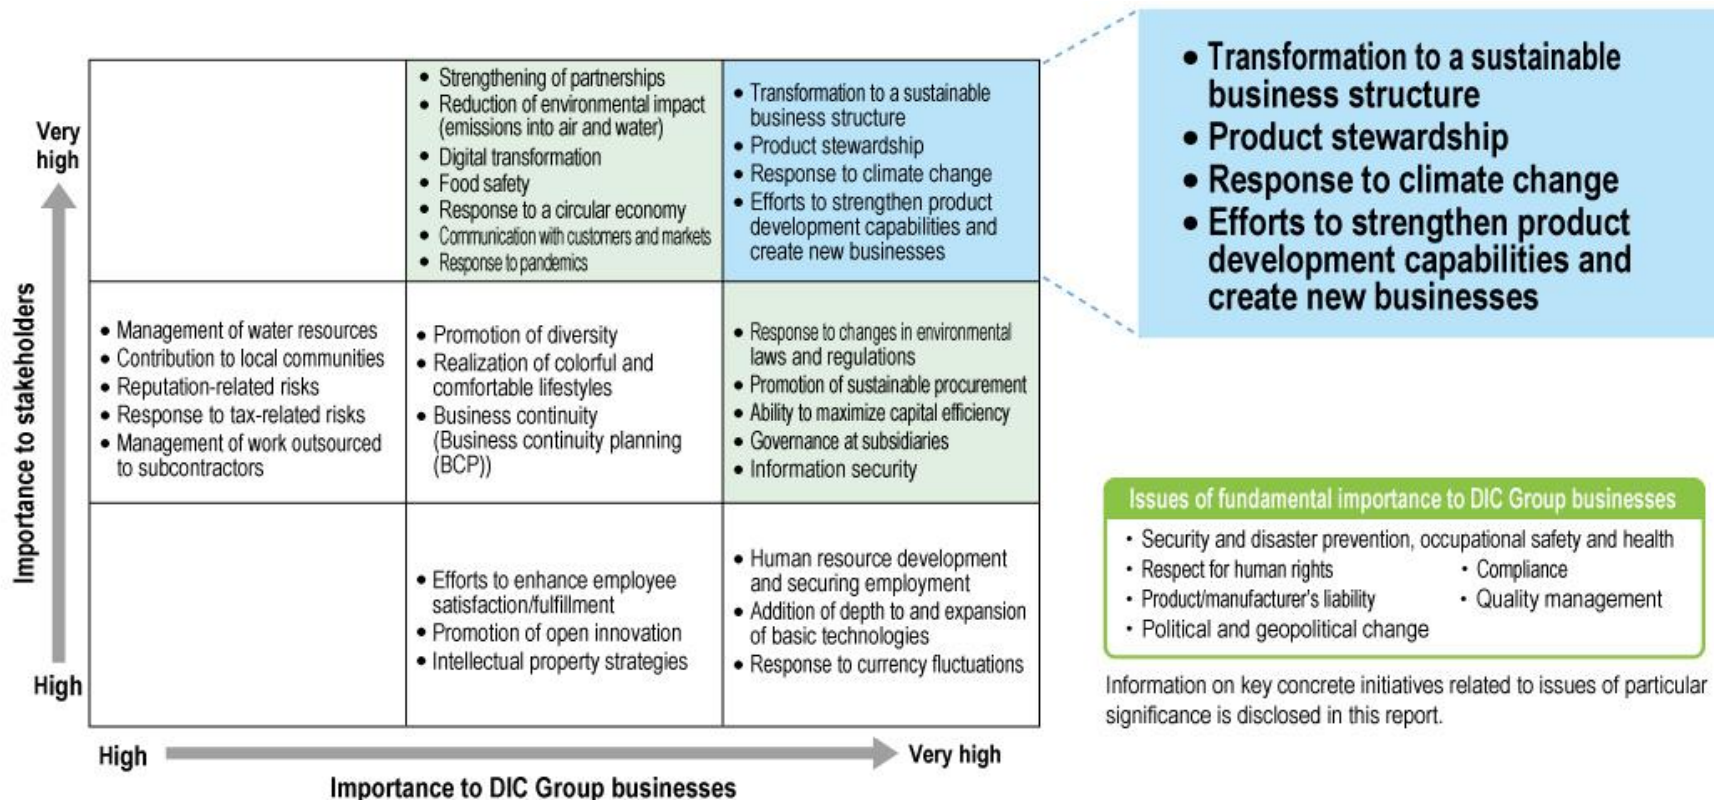 Very
high
Importance to stakeholders
High
• Strengthening of partnerships
• Reduction of environmental impact
(emissions into air and water)
• Digital transformation
• Food safety
• Response to a circular economy
• Communication with customers and markets
• Response to pandemics
• Transformation to a sustainable
business structure
• Product stewardship
• Response to climate change
• Efforts to strengthen product
development capabilities and
create new businesses
• Management of water resources
• Contribution to local communities
• Reputation-related risks
• Response to tax-related risks
• Management of work outsourced
to subcontractors
• Promotion of diversity
• Realization of colorful and
comfortable lifestyles
• Business continuity
(Business continuity planning
(BCP))
• Response to changes in environmental
laws and regulations
• Promotion of sustainable procurement
• Ability to maximize capital efficiency
• Governance at subsidiaries
• Information security
• Efforts to enhance employee
satisfaction/fulfillment
• Promotion of open innovation
• Intellectual property strategies
• Human resource development
and securing employment
• Addition of depth to and expansion
of basic technologies
• Response to currency fluctuations
High
Very high
Importance to DIC Group businesses
• Transformation to a sustainable
business structure
• Product stewardship
• Response to climate change
• Efforts to strengthen product
development capabilities and
create new businesses
Issues of fundamental importance to DIC Group businesses
・Security and disaster prevention, occupational safety and health
・Respect for human rights ・Compliance
・Product/manufacturer's liability ・Quality management
・Political and geopolitical change
Information on key concrete initiatives related to issues of particular
significance is disclosed in this report.